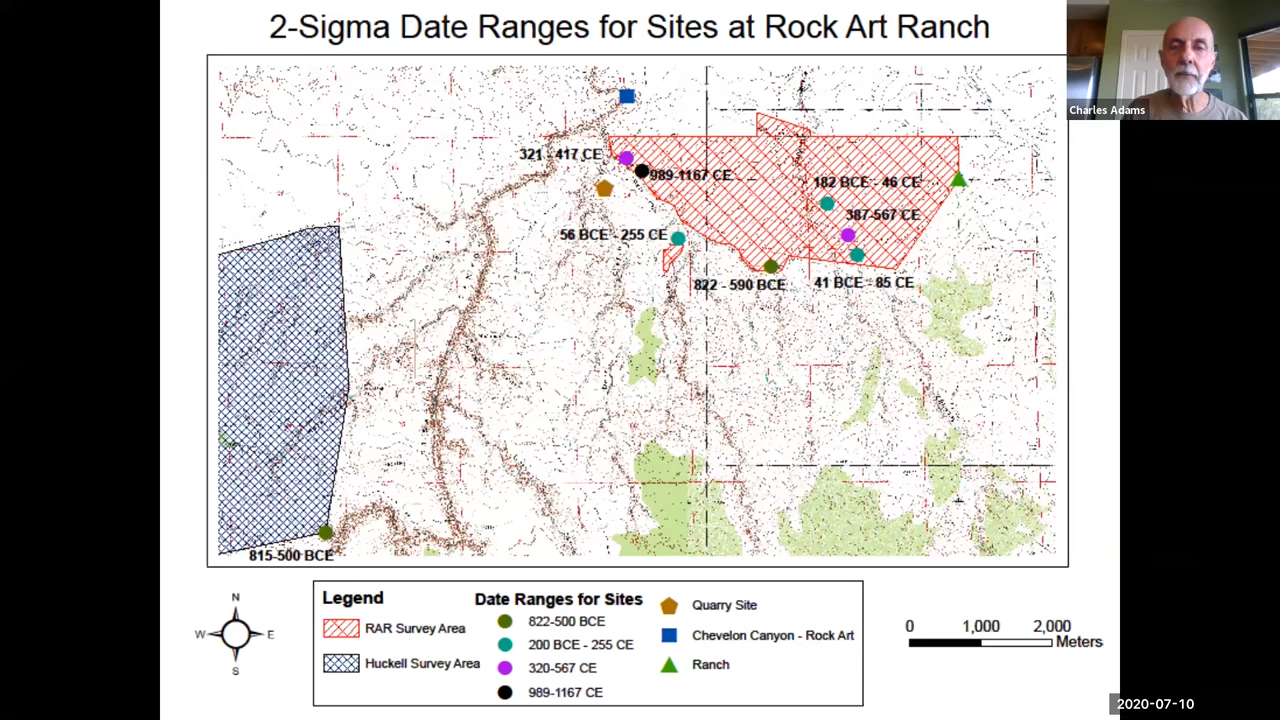 2-Sigma Date Ranges for Sites at Rock Art Ranch
Charles Adams
321 - 417 CE
989-1167 CE
182 BCE - 46 CE
387-567 CE
56 BCE - 255 CE
822 - 590 BCE
41 BCE - 85 CE
815-500 BCE
N
W
E
S
Legend
RAR Survey Area
Huckell Survey Area
Date Ranges for Sites
822-500 BCE
200 BCE - 255 CE
320-567 CE
989-1167 CE
Quarry Site
Chevelon Canyon - Rock Art
Ranch
0 1,000 2,000
Meters
2020-07-10